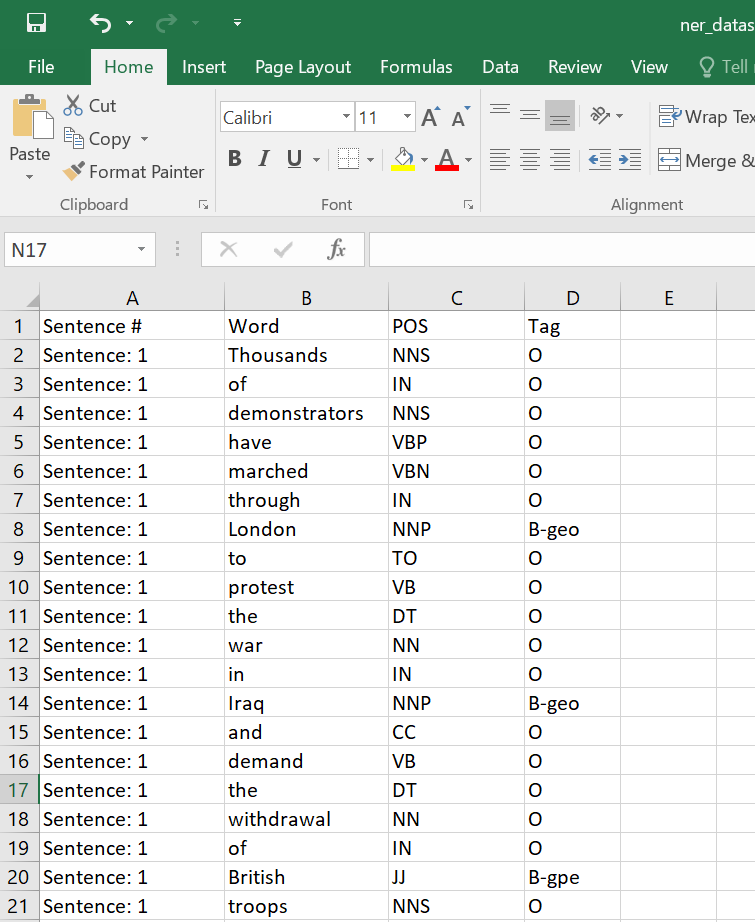 ner_datas
File Home Insert Page Layout Formulas Data Review View Tell
Cut
Copy
Format Painter
Paste
Calibri 11 A A
B I U A
Wrap Tex
Merge &
Clipboard Font Alignment
N17 fx
A B C D E
1 Sentence # Word POS Tag
2 Sentence: 1 Thousands NNS O
3 Sentence: 1 of IN O
4 Sentence: 1 demonstrators NNS O
5 Sentence: 1 have VBP O
6 Sentence: 1 marched VBN O
7 Sentence: 1 through IN O
8 Sentence: 1 London NNP B-geo
9 Sentence: 1 to TO O
10 Sentence: 1 protest VB O
11 Sentence: 1 the DT O
12 Sentence: 1 war NN O
13 Sentence: 1 in IN O
14 Sentence: 1 Iraq NNP B-geo
15 Sentence: 1 and CC O
16 Sentence: 1 demand VB O
17 Sentence: 1 the DT O
18 Sentence: 1 withdrawal NN O
19 Sentence: 1 of IN O
20 Sentence: 1 British JJ B-gpe
21 Sentence: 1 troops NNS O